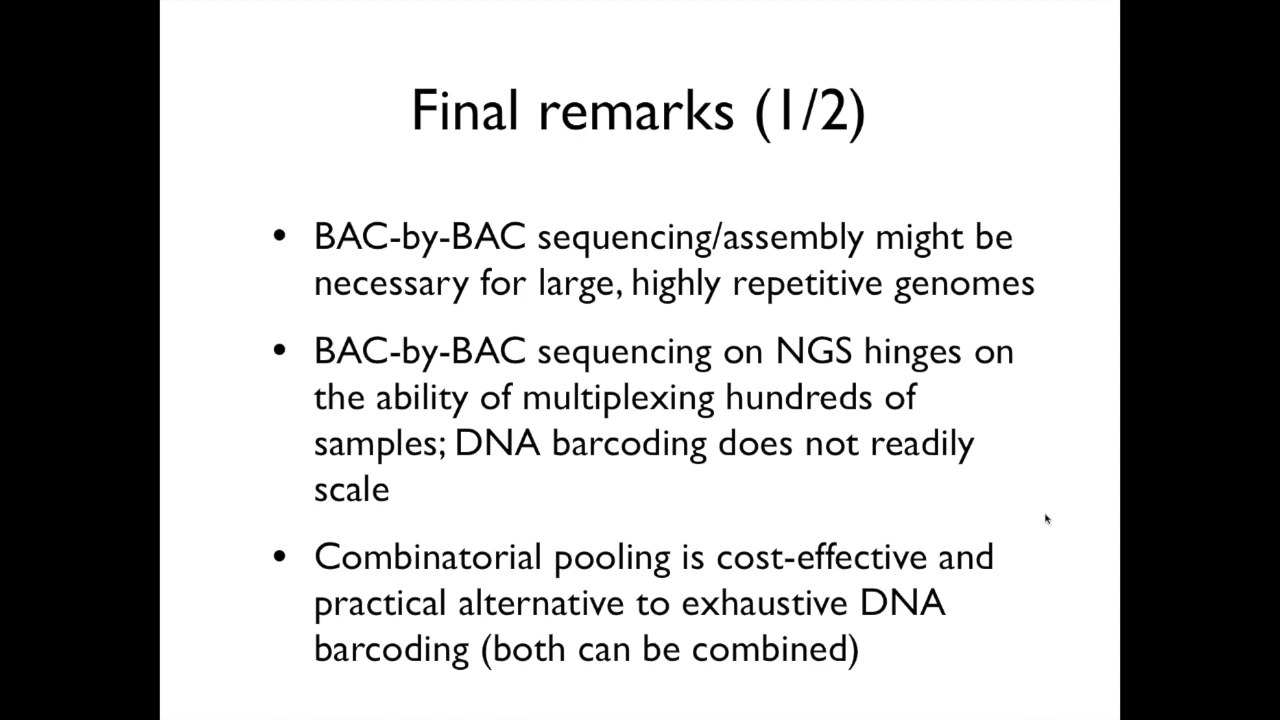 Final remarks (1/2)
• BAC-by-BAC sequencing/assembly might be
necessary for large, highly repetitive genomes
• BAC-by-BAC sequencing on NGS hinges on
the ability of multiplexing hundreds of
samples; DNA barcoding does not readily
scale
• Combinatorial pooling is cost-effective and
practical alternative to exhaustive DNA
barcoding (both can be combined)